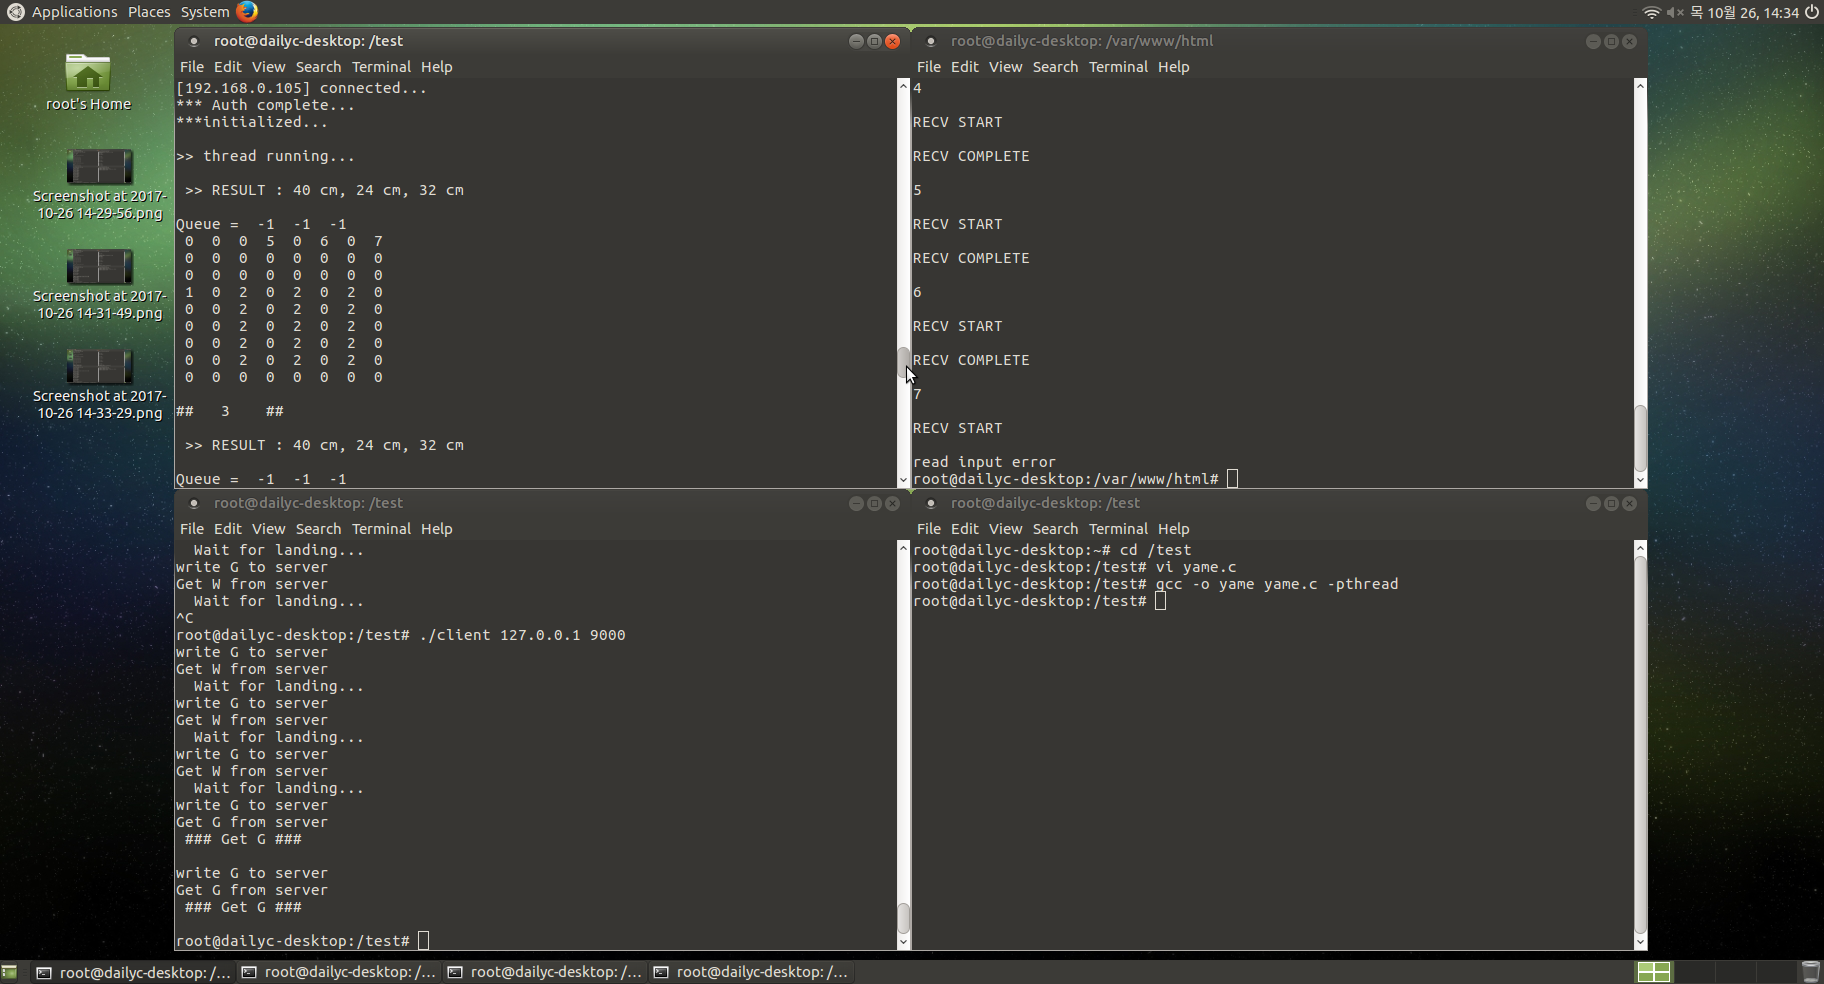 Applications Places System
목 10월 26, 14:34
root's Home
Screenshot at 2017-
10-26 14-29-56.png
Screenshot at 2017-
10-26 14-31-49.png
Screenshot at 2017-
10-26 14-33-29.png
root@dailyc-desktop: /test
File Edit View Search Terminal Help
[192.168.0.105] connected...
*** Auth complete...
***initialized...
>> thread running...
>> RESULT : 40 cm, 24 cm, 32 cm
Queue =  -1  -1  -1
0 0 0 5 0 6 0 7
0 0 0 0 0 0 0 0
0 0 0 0 0 0 0 0
1 0 2 0 2 0 2 0
0 0 2 0 2 0 2 0
0 0 2 0 2 0 2 0
0 0 2 0 2 0 2 0
0 0 2 0 2 0 2 0
0 0 0 0 0 0 0 0
##   3    ##
>> RESULT : 40 cm, 24 cm, 32 cm
Queue =  -1  -1  -1
root@dailyc-desktop: /var/www/html
File Edit View Search Terminal Help
4
RECV START
RECV COMPLETE
5
RECV START
RECV COMPLETE
6
RECV START
RECV COMPLETE
7
RECV START
read input error
root@dailyc-desktop:/var/www/html#
root@dailyc-desktop: /test
File Edit View Search Terminal Help
Wait for landing...
write G to server
Get W from server
Wait for landing...
^C
root@dailyc-desktop:/test# ./client 127.0.0.1 9000
write G to server
Get W from server
Wait for landing...
write G to server
Get W from server
Wait for landing...
write G to server
Get W from server
Wait for landing...
write G to server
Get G from server
### Get G ###
write G to server
Get G from server
### Get G ###
root@dailyc-desktop:/test#
root@dailyc-desktop: /test
File Edit View Search Terminal Help
root@dailyc-desktop:~# cd /test
root@dailyc-desktop:/test# vi yame.c
root@dailyc-desktop:/test# gcc -o yame yame.c -pthread
root@dailyc-desktop:/test#
root@dailyc-desktop: /...
root@dailyc-desktop: /...
root@dailyc-desktop: /...
root@dailyc-desktop: /...